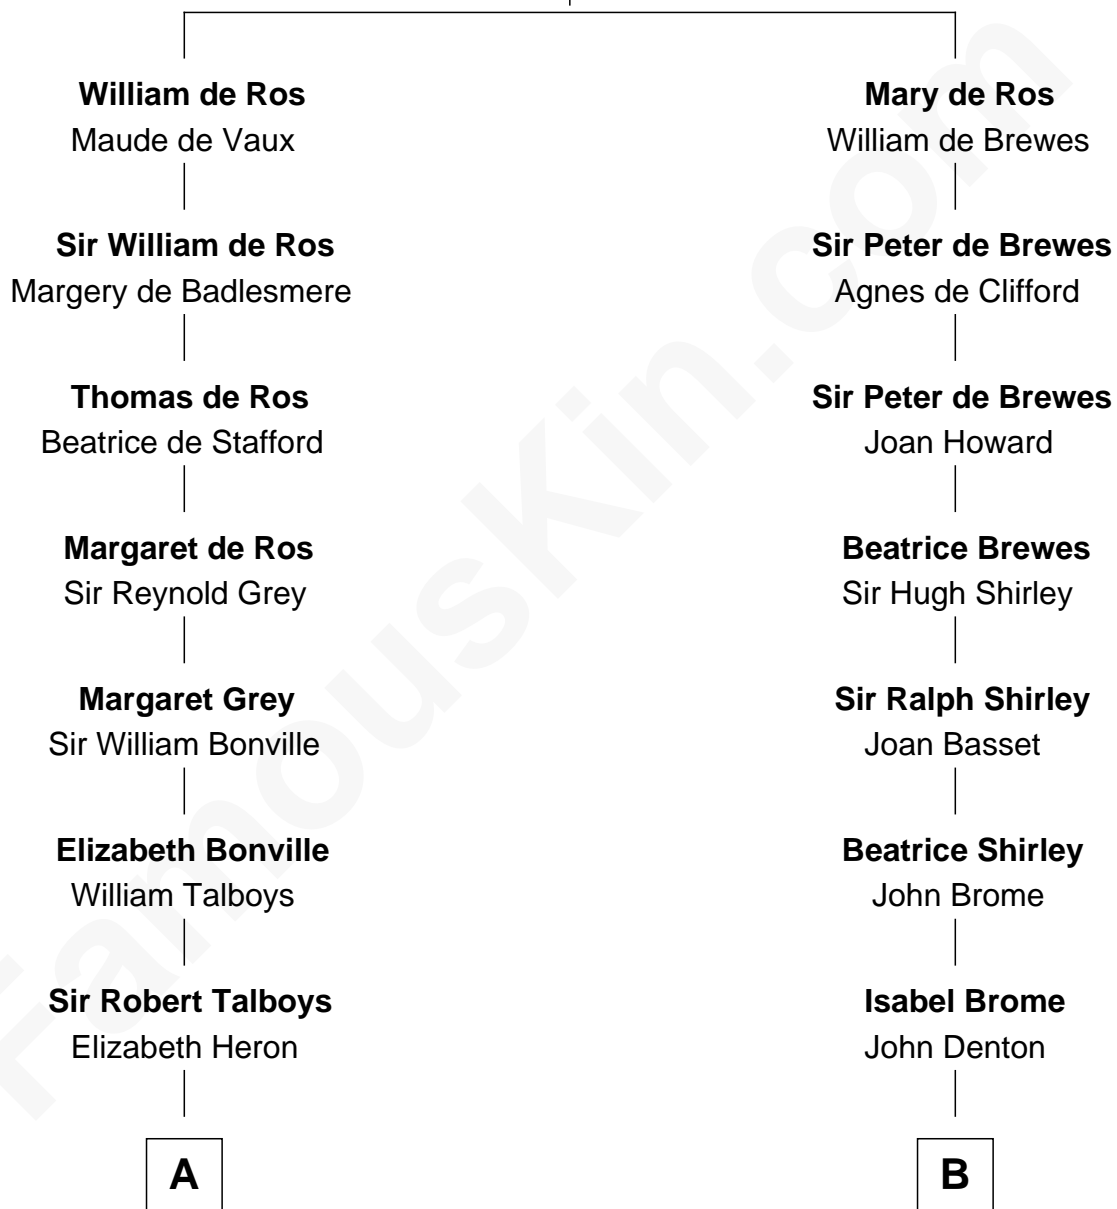 William de Ros
Maude de Vaux
Sir William de Ros
Margery de Badlesmere
Thomas de Ros
Beatrice de Stafford
Margaret de Ros
Sir Reynold Grey
Margaret Grey
Sir William Bonville
Elizabeth Bonville
William Talboys
Sir Robert Talboys
Elizabeth Heron
A
Mary de Ros
William de Brewes
Sir Peter de Brewes
Agnes de Clifford
Sir Peter de Brewes
Joan Howard
Beatrice Brewes
Sir Hugh Shirley
Sir Ralph Shirley
Joan Basset
Beatrice Shirley
John Brome
Isabel Brome
John Denton
B
FamousKin.com